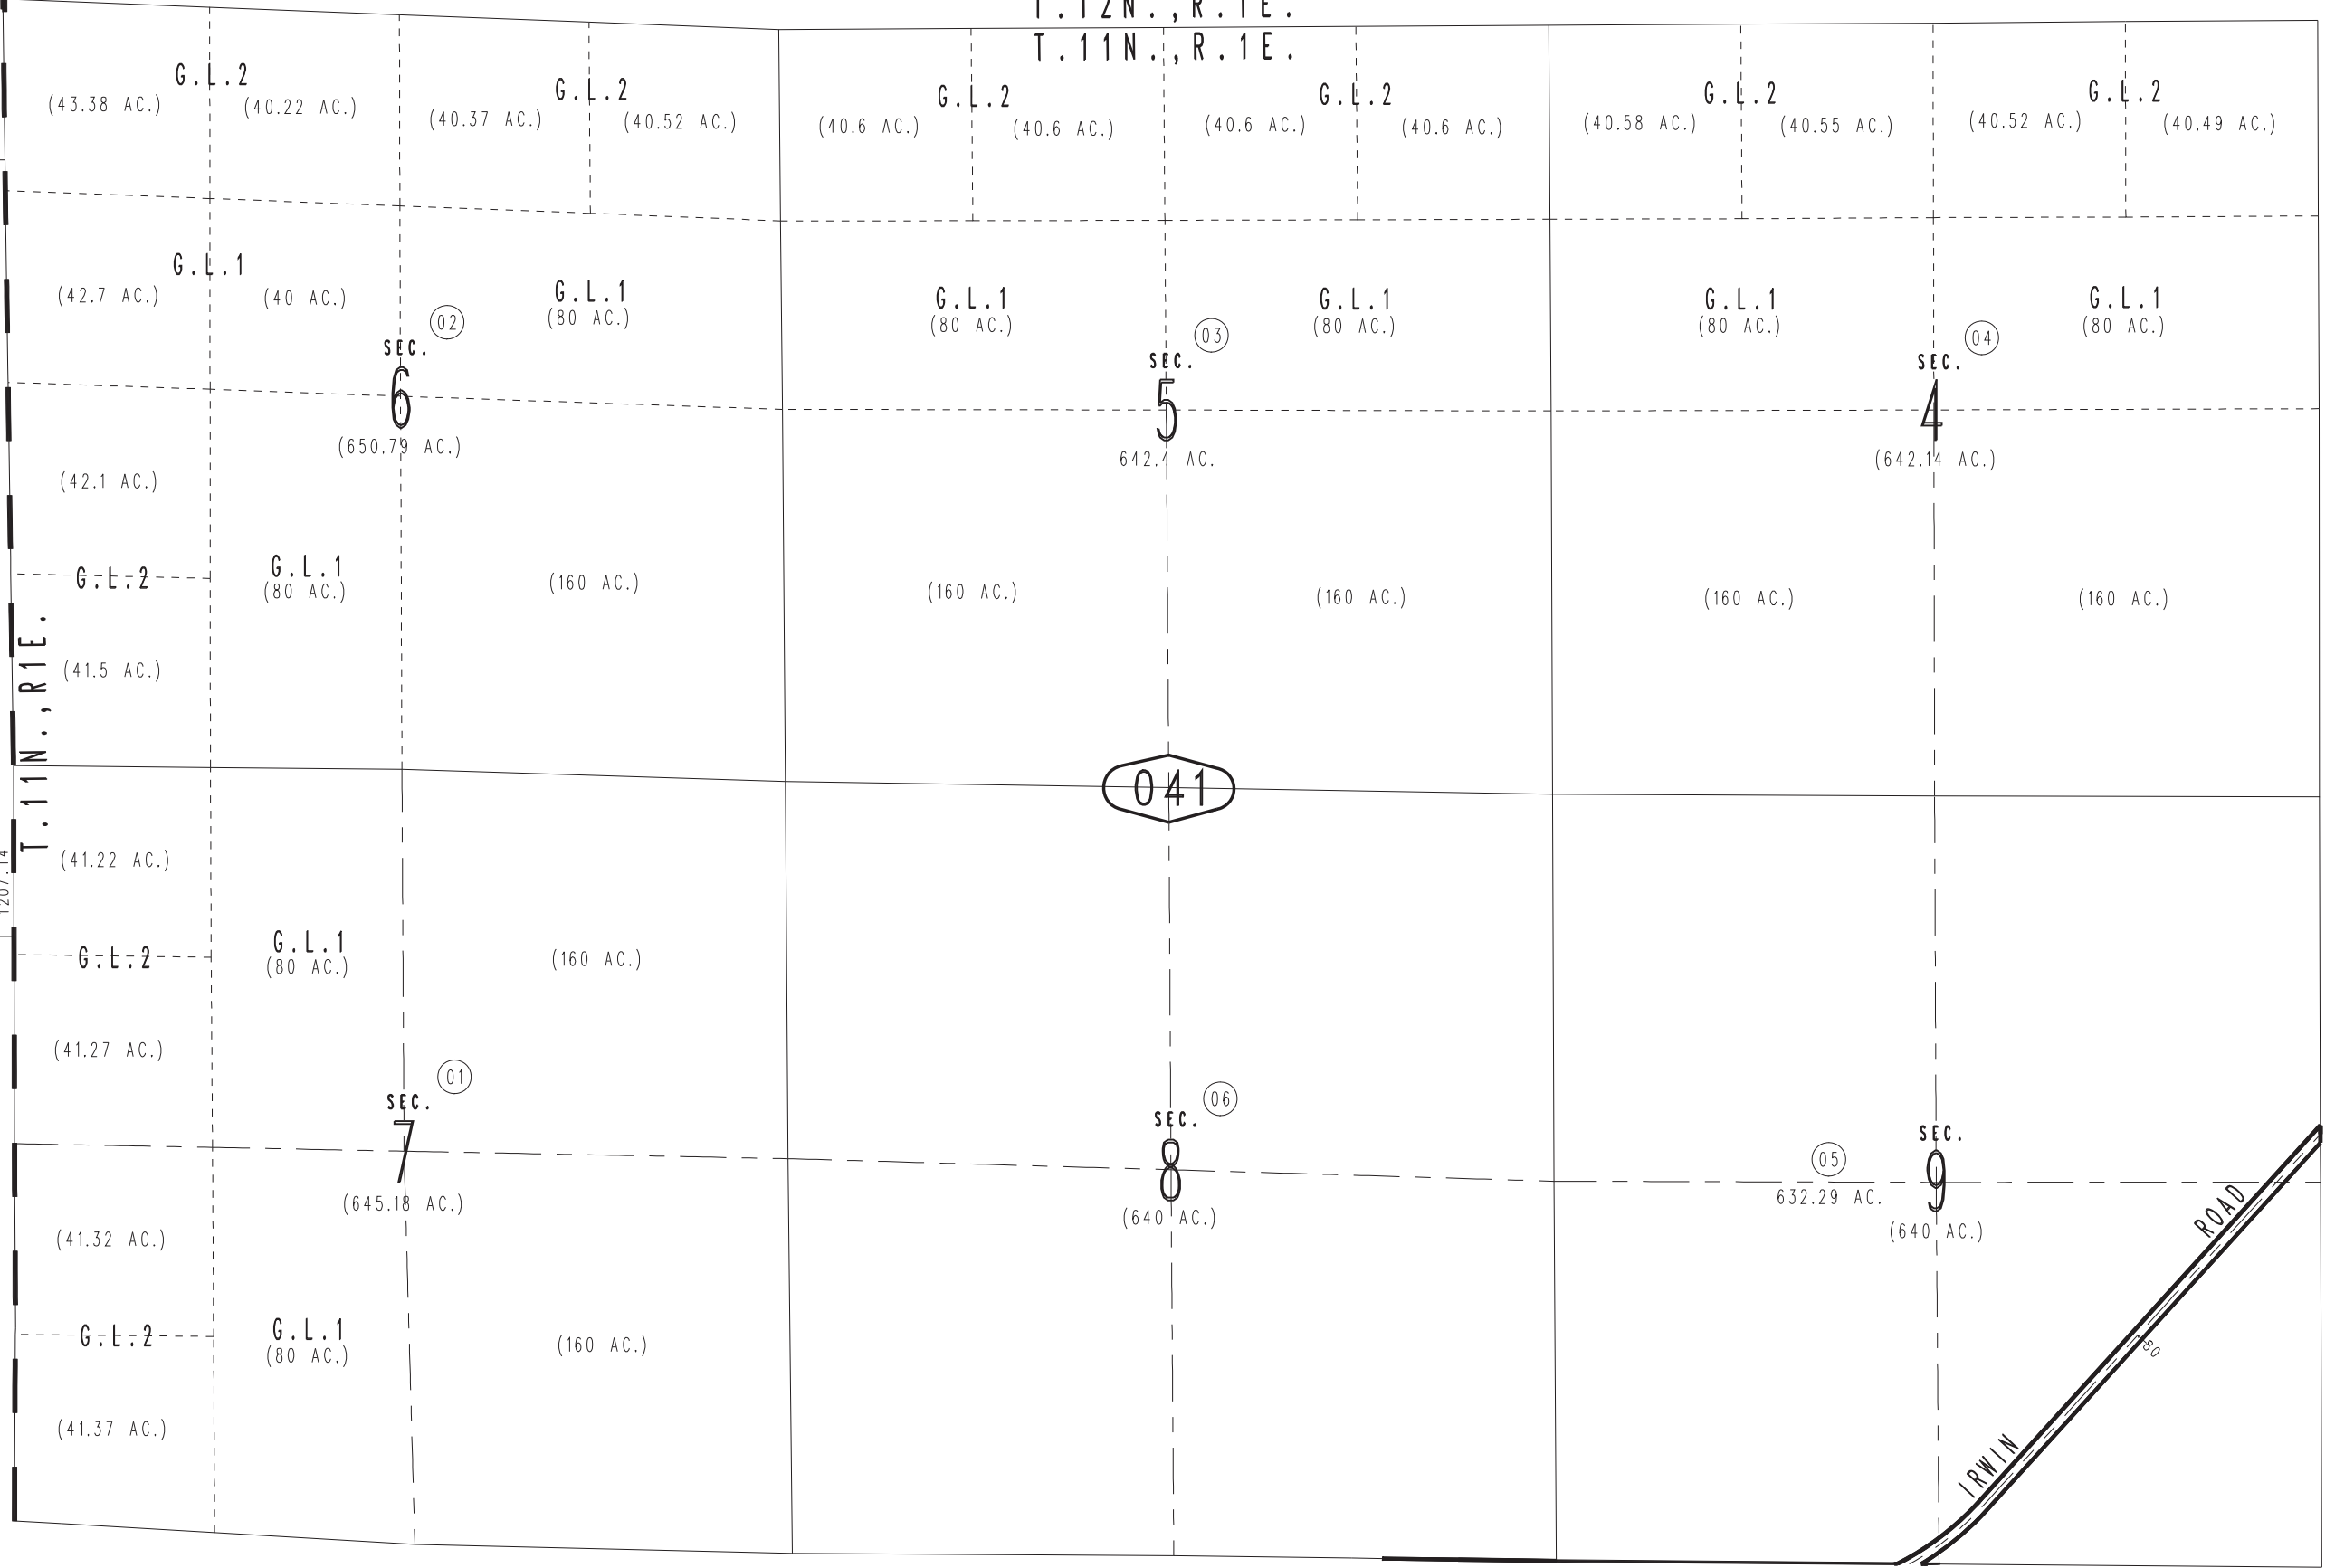 T.12N.,R.1E.
T.11N.,R.1E.
G.L.2
(43.38 AC.) (40.22 AC.)
G.L.2
(40.37 AC.) (40.52 AC.)
G.L.2
(40.6 AC.) (40.6 AC.)
G.L.2
(40.6 AC.) (40.6 AC.)
G.L.2
(40.58 AC.) (40.55 AC.)
G.L.2
(40.52 AC.) (40.49 AC.)
G.L.1
(42.7 AC.) (40 AC.)
G.L.1
(80 AC.)
G.L.1
(80 AC.)
G.L.1
(80 AC.)
G.L.1
(80 AC.)
G.L.1
(80 AC.)
02
SEC.
6
(650.79 AC.)
03
SEC.
5
642.4 AC.
04
SEC.
4
(642.14 AC.)
(42.1 AC.)
G.L.2
(41.5 AC.)
G.L.1
(80 AC.)
(160 AC.)
(160 AC.)
(160 AC.)
(160 AC.)
(160 AC.)
T.11N.,R1E.
041
1207.14
(41.22 AC.)
G.L.2
(41.27 AC.)
G.L.1
(80 AC.)
(160 AC.)
01
SEC.
7
(645.18 AC.)
06
SEC.
8
(640 AC.)
05
632.29 AC.
SEC.
9
(640 AC.)
(41.32 AC.)
G.L.2
(41.37 AC.)
G.L.1
(80 AC.)
(160 AC.)
IRWIN ROAD
80